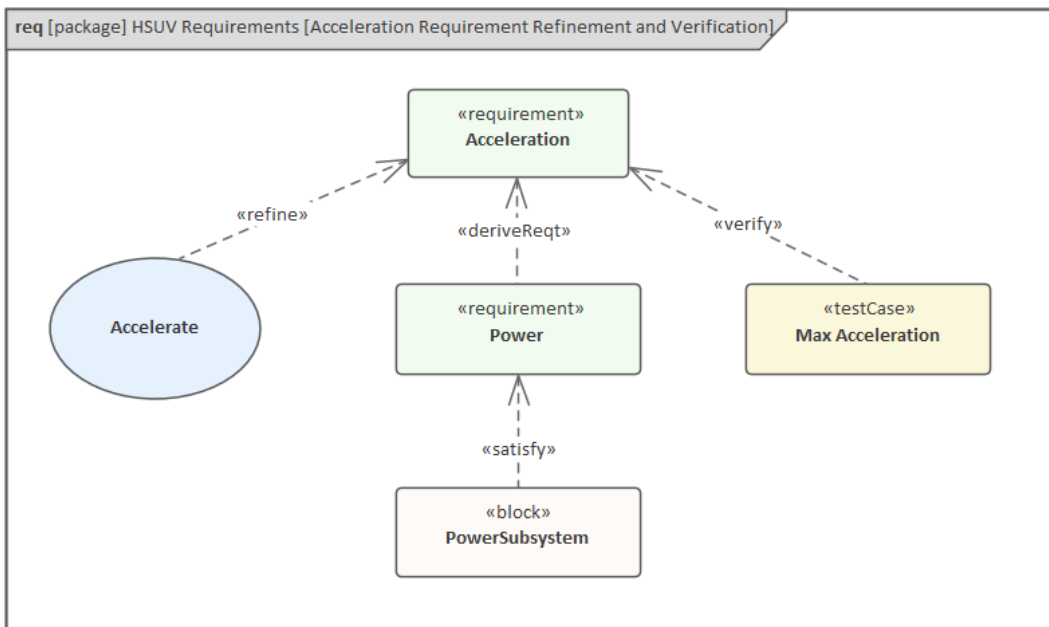 req [package] HSUV Requirements [Acceleration Requirement Refinement and Verification]
«requirement»
Acceleration
«refine»
«deriveReqt»
«verify»
Accelerate
«requirement»
Power
«testCase»
Max Acceleration
«satisfy»
«block»
PowerSubsystem